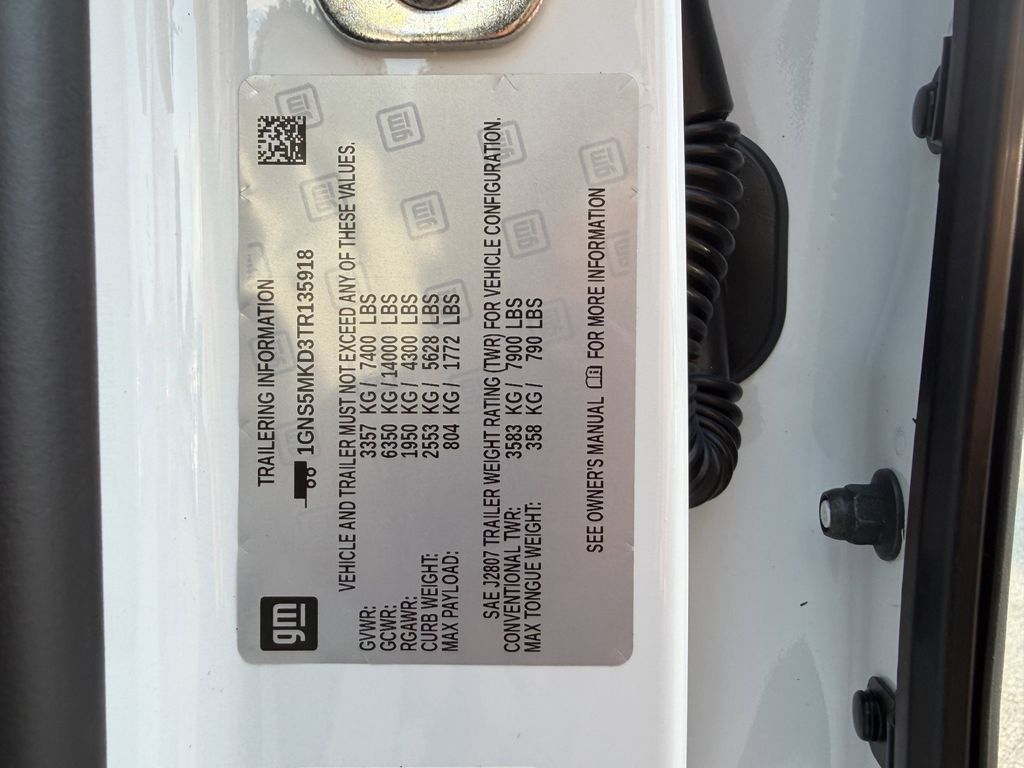 gm
TRAILERING INFORMATION
1GNS5MKD3TR135918
VEHICLE AND TRAILER MUST NOT EXCEED ANY OF THESE VALUES.
GVWR: 3357 KG / 7400 LBS
GCWR: 6350 KG / 14000 LBS
RGAWR: 1950 KG / 4300 LBS
CURB WEIGHT: 2553 KG / 5628 LBS
MAX PAYLOAD: 804 KG / 1772 LBS
SAE J2807 TRAILER WEIGHT RATING (TWR) FOR VEHICLE CONFIGURATION.
CONVENTIONAL TWR: 3583 KG / 7900 LBS
MAX TONGUE WEIGHT: 358 KG / 790 LBS
SEE OWNER'S MANUAL FOR MORE INFORMATION